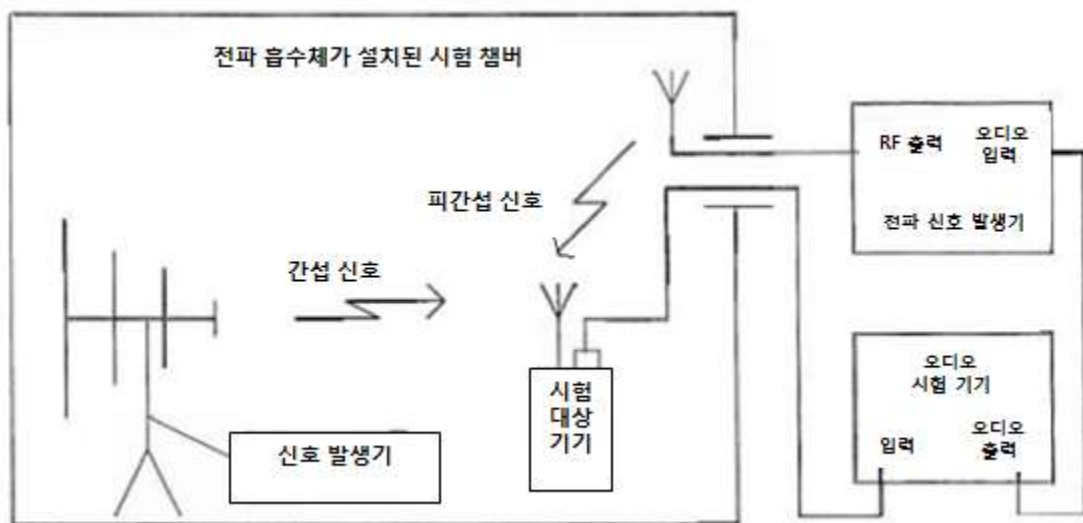 전파 흡수체가 설치된 시험 챔버
RF 출력
오디오
입력
전파 신호 발생기
피간섭 신호
간섭 신호
시험
대상
기기
신호 발생기
오디오
시험 기기
입력
오디오
출력